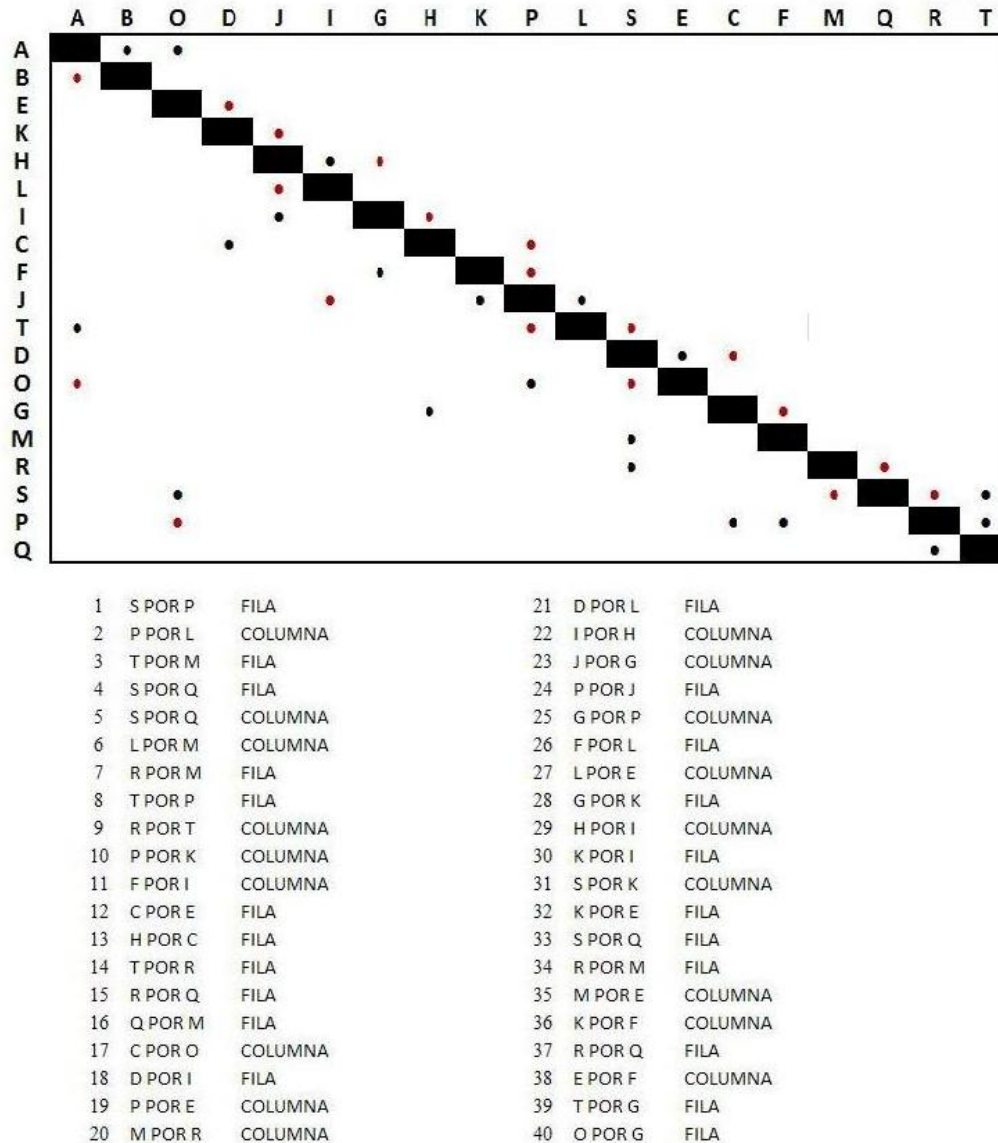 A B O D J I G H K P L S E C F M Q R T
A
B
E
K
H
L
I
C
F
J
T
D
O
G
M
R
S
P
Q
1 S POR P FILA
2 P POR L COLUMNA
3 T POR M FILA
4 S POR Q FILA
5 S POR Q COLUMNA
6 L POR M COLUMNA
7 R POR M FILA
8 T POR P FILA
9 R POR T COLUMNA
10 P POR K COLUMNA
11 F POR I COLUMNA
12 C POR E FILA
13 H POR C FILA
14 T POR R FILA
15 R POR Q FILA
16 Q POR M FILA
17 C POR O COLUMNA
18 D POR I FILA
19 P POR E COLUMNA
20 M POR R COLUMNA
21 D POR L FILA
22 I POR H COLUMNA
23 J POR G COLUMNA
24 P POR J FILA
25 G POR P COLUMNA
26 F POR L FILA
27 L POR E COLUMNA
28 G POR K FILA
29 H POR I COLUMNA
30 K POR I FILA
31 S POR K COLUMNA
32 K POR E FILA
33 S POR Q FILA
34 R POR M FILA
35 M POR E COLUMNA
36 K POR F COLUMNA
37 R POR Q FILA
38 E POR F COLUMNA
39 T POR G FILA
40 O POR G FILA